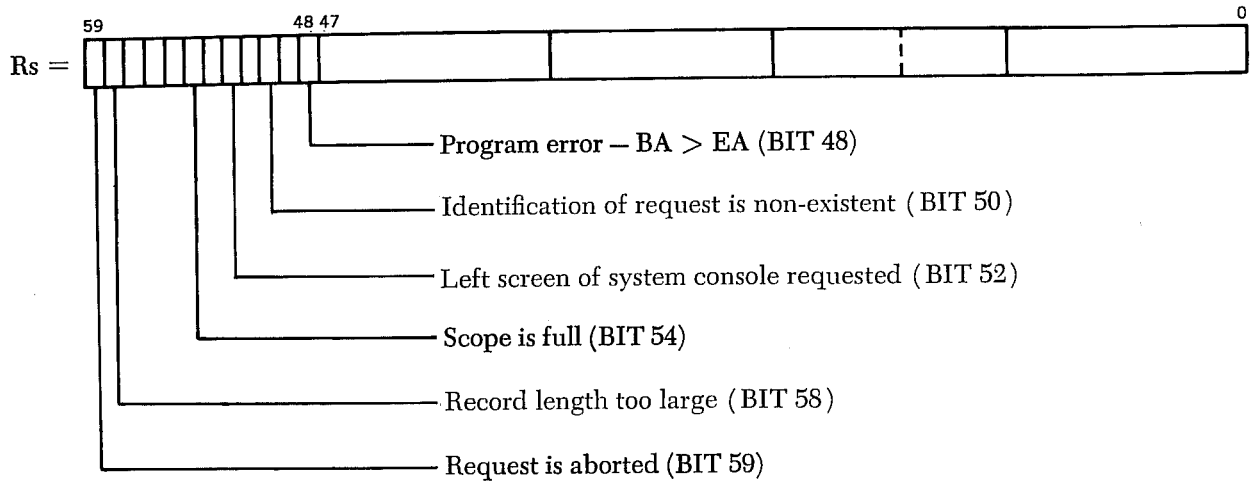 59 48 47 0
Rs =
Program error – BA > EA (BIT 48)
Identification of request is non-existent (BIT 50)
Left screen of system console requested (BIT 52)
Scope is full (BIT 54)
Record length too large (BIT 58)
Request is aborted (BIT 59)